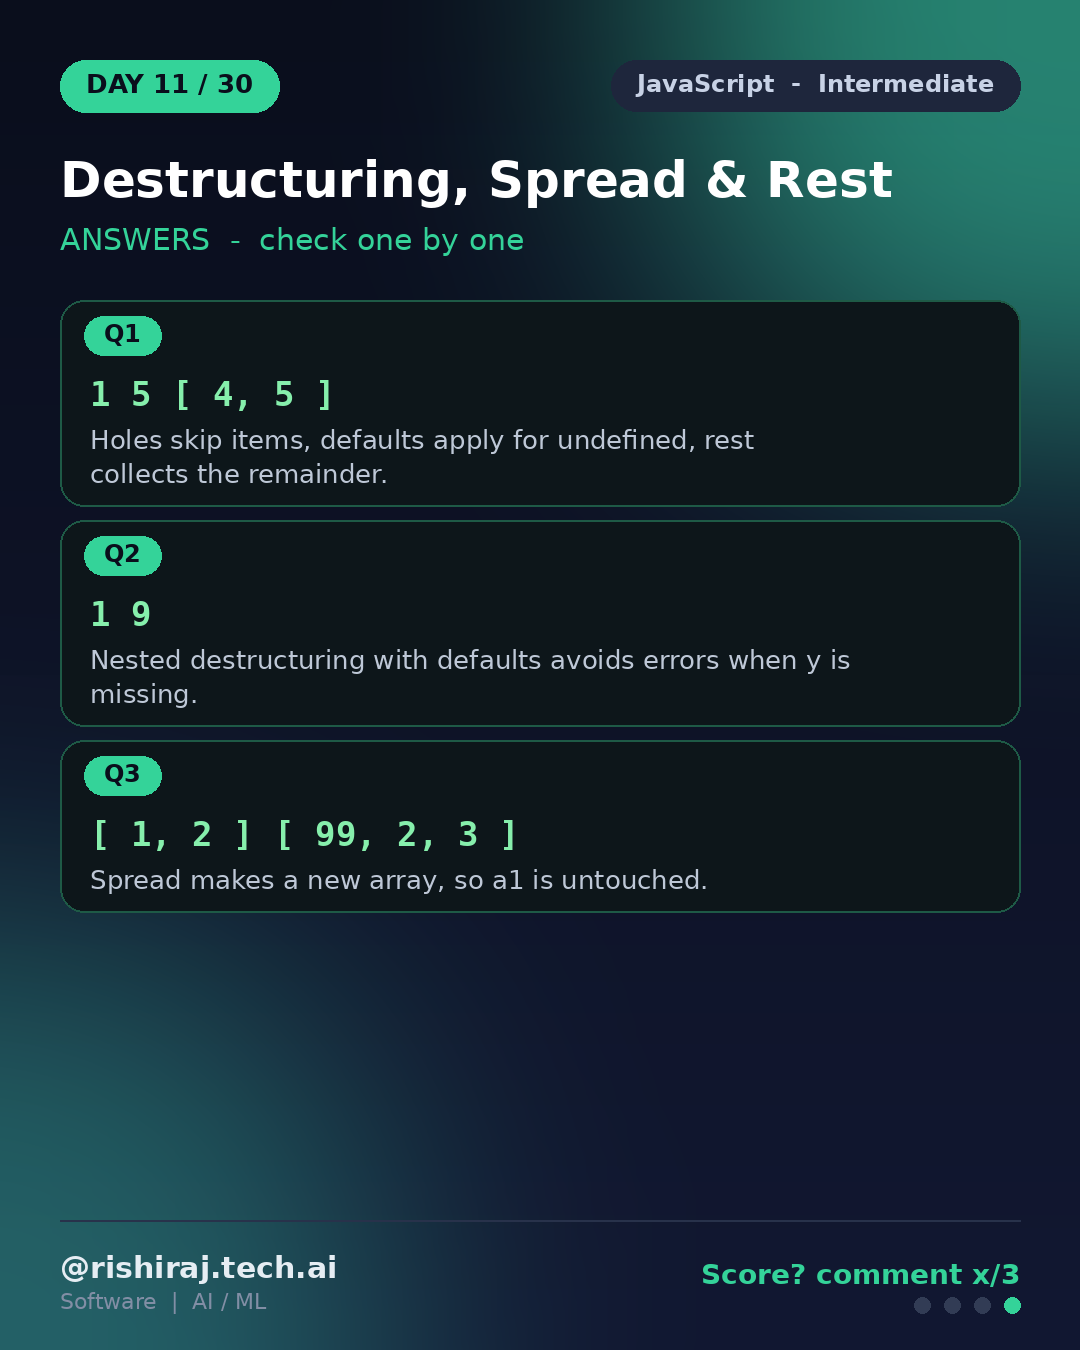 DAY 11 / 30
JavaScript - Intermediate
Destructuring, Spread & Rest
ANSWERS - check one by one
Q1
1 5 [ 4, 5 ]
Holes skip items, defaults apply for undefined, rest
collects the remainder.
Q2
1 9
Nested destructuring with defaults avoids errors when y is
missing.
Q3
[ 1, 2 ] [ 99, 2, 3 ]
Spread makes a new array, so a1 is untouched.
@rishiraj.tech.ai
Software | AI / ML
Score? comment x/3